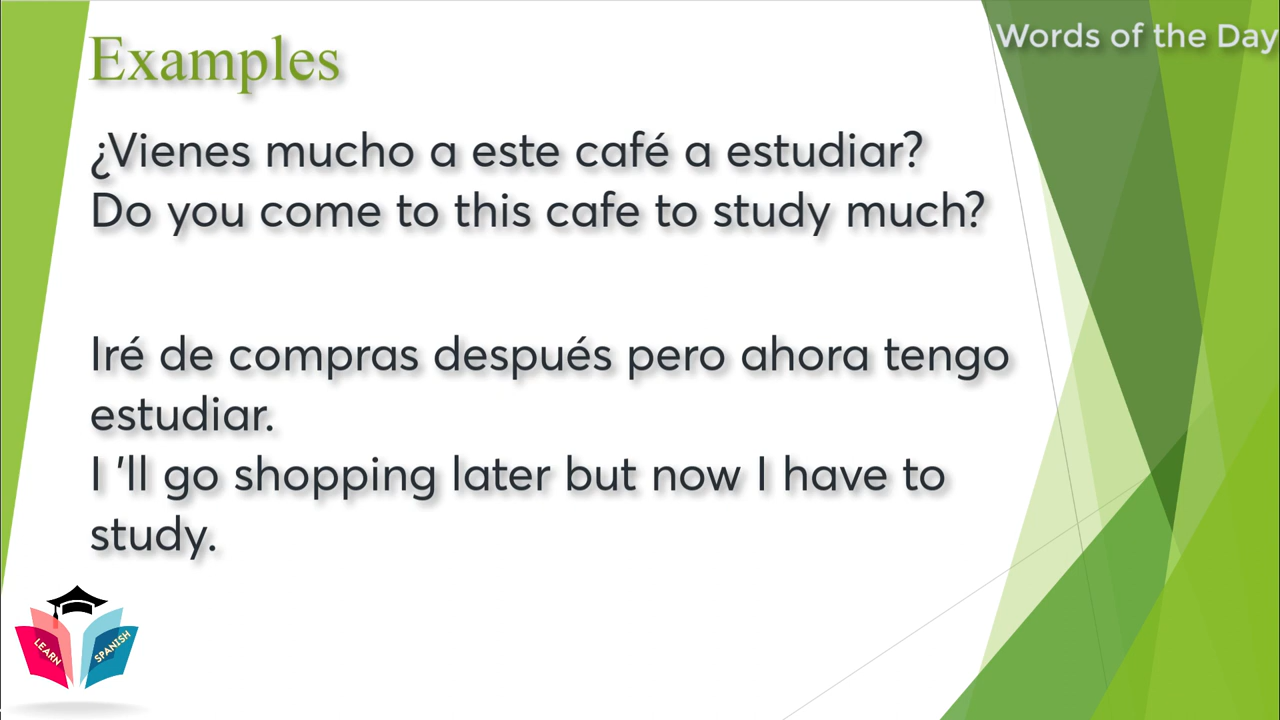 Words of the Day
Examples
¿Vienes mucho a este café a estudiar?
Do you come to this cafe to study much?
Iré de compras después pero ahora tengo
estudiar.
I 'll go shopping later but now I have to
study.
LEARN
SPANISH